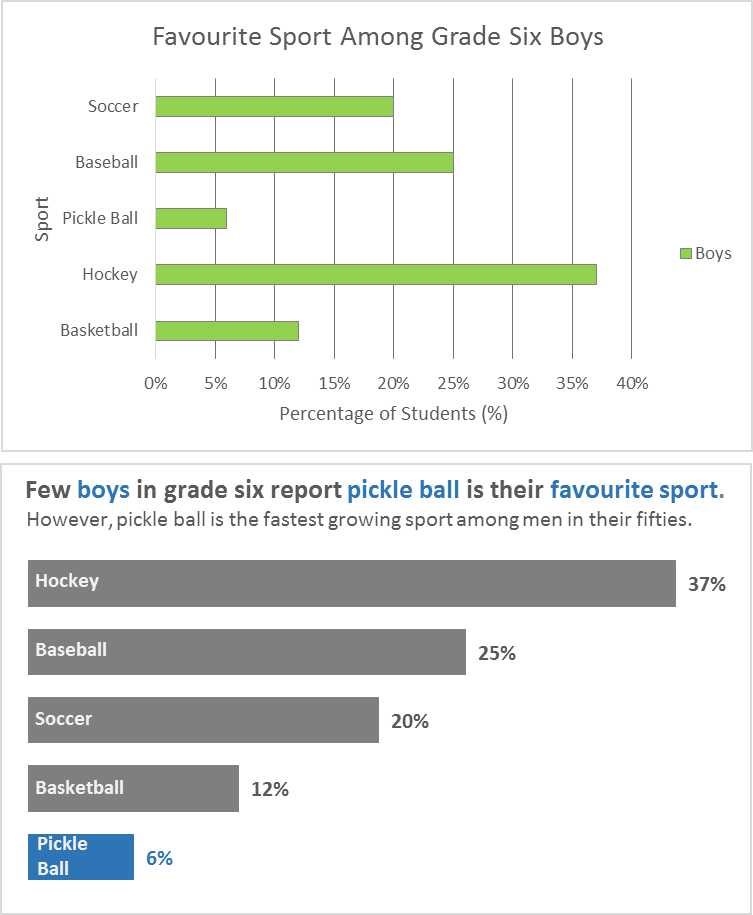 Favourite Sport Among Grade Six Boys
Soccer
Baseball
Pickle Ball
Hockey
Basketball
Sport
0% 5% 10% 15% 20% 25% 30% 35% 40%
Percentage of Students (%)
Boys
Few boys in grade six report pickle ball is their favourite sport.
However, pickle ball is the fastest growing sport among men in their fifties.
Hockey 37%
Baseball 25%
Soccer 20%
Basketball 12%
Pickle
Ball 6%